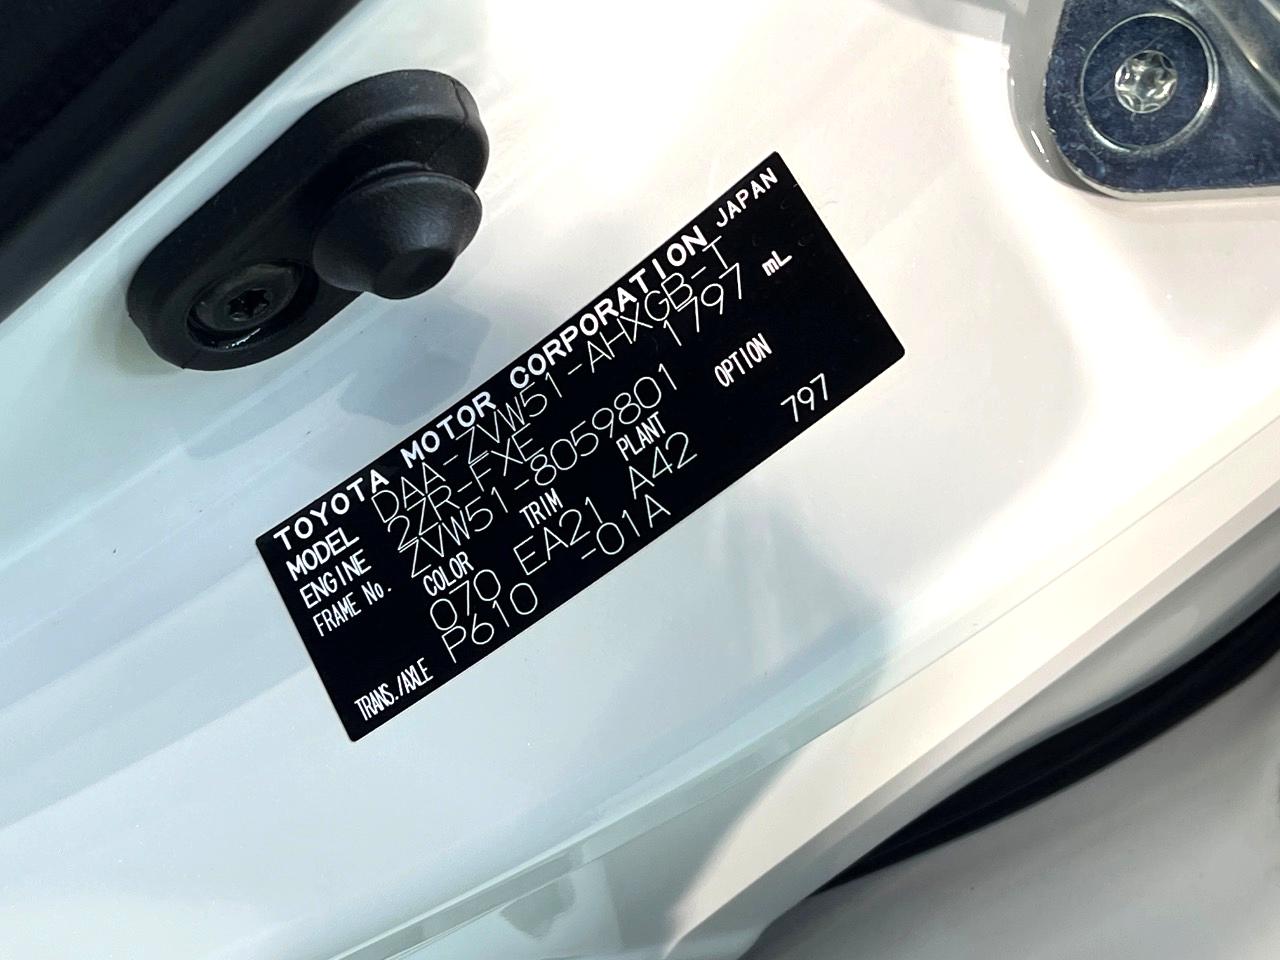 TOYOTA MOTOR CORPORATION JAPAN
MODEL DAA-ZVW51-AHXGB-T
ENGINE 2ZR-FXE 1797 mL
FRAME No. ZVW51-8059801
COLOR TRIM PLANT OPTION
070 EA21 A42 797
TRANS./AXLE P610 -01A